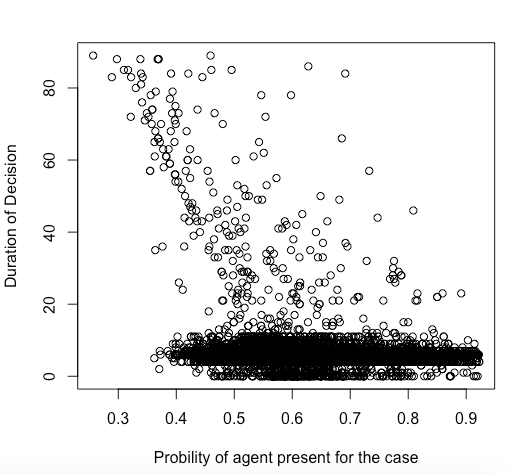 Duration of Decision
80
60
40
20
0
0.3 0.4 0.5 0.6 0.7 0.8 0.9
Probility of agent present for the case